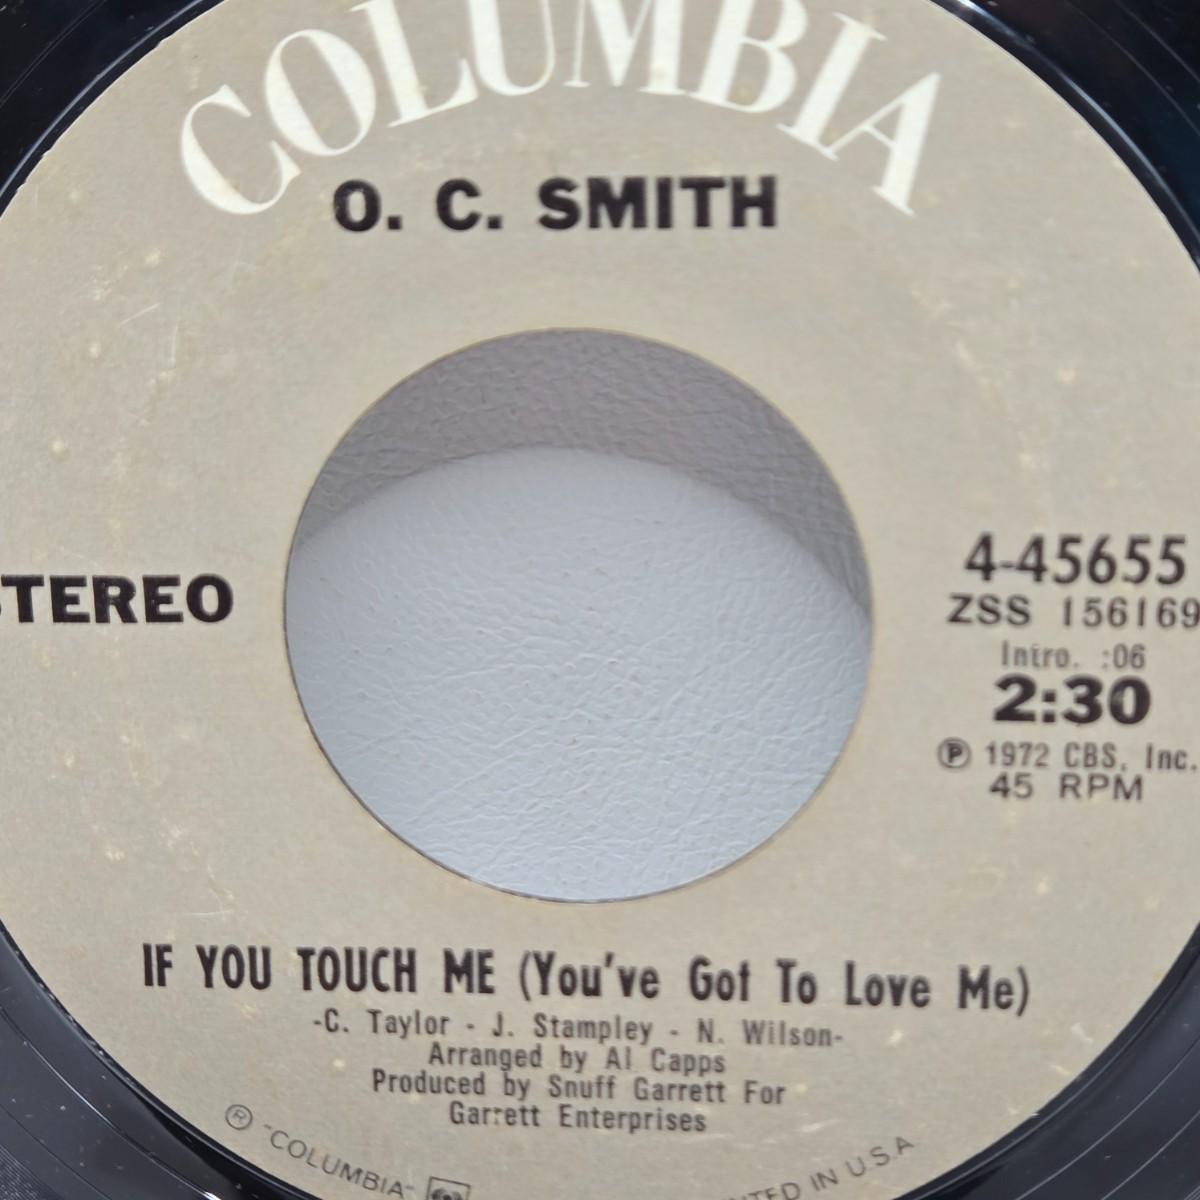 COLUMBIA
O. C. SMITH
STEREO
4-45655
ZSS 156169
Intro. :06
2:30
Ⓟ 1972 CBS, Inc.
45 RPM
IF YOU TOUCH ME (You've Got To Love Me)
-C. Taylor - J. Stampley - N. Wilson-
Arranged by Al Capps
Produced by Snuff Garrett For
Garrett Enterprises
® "COLUMBIA" IN U.S.A